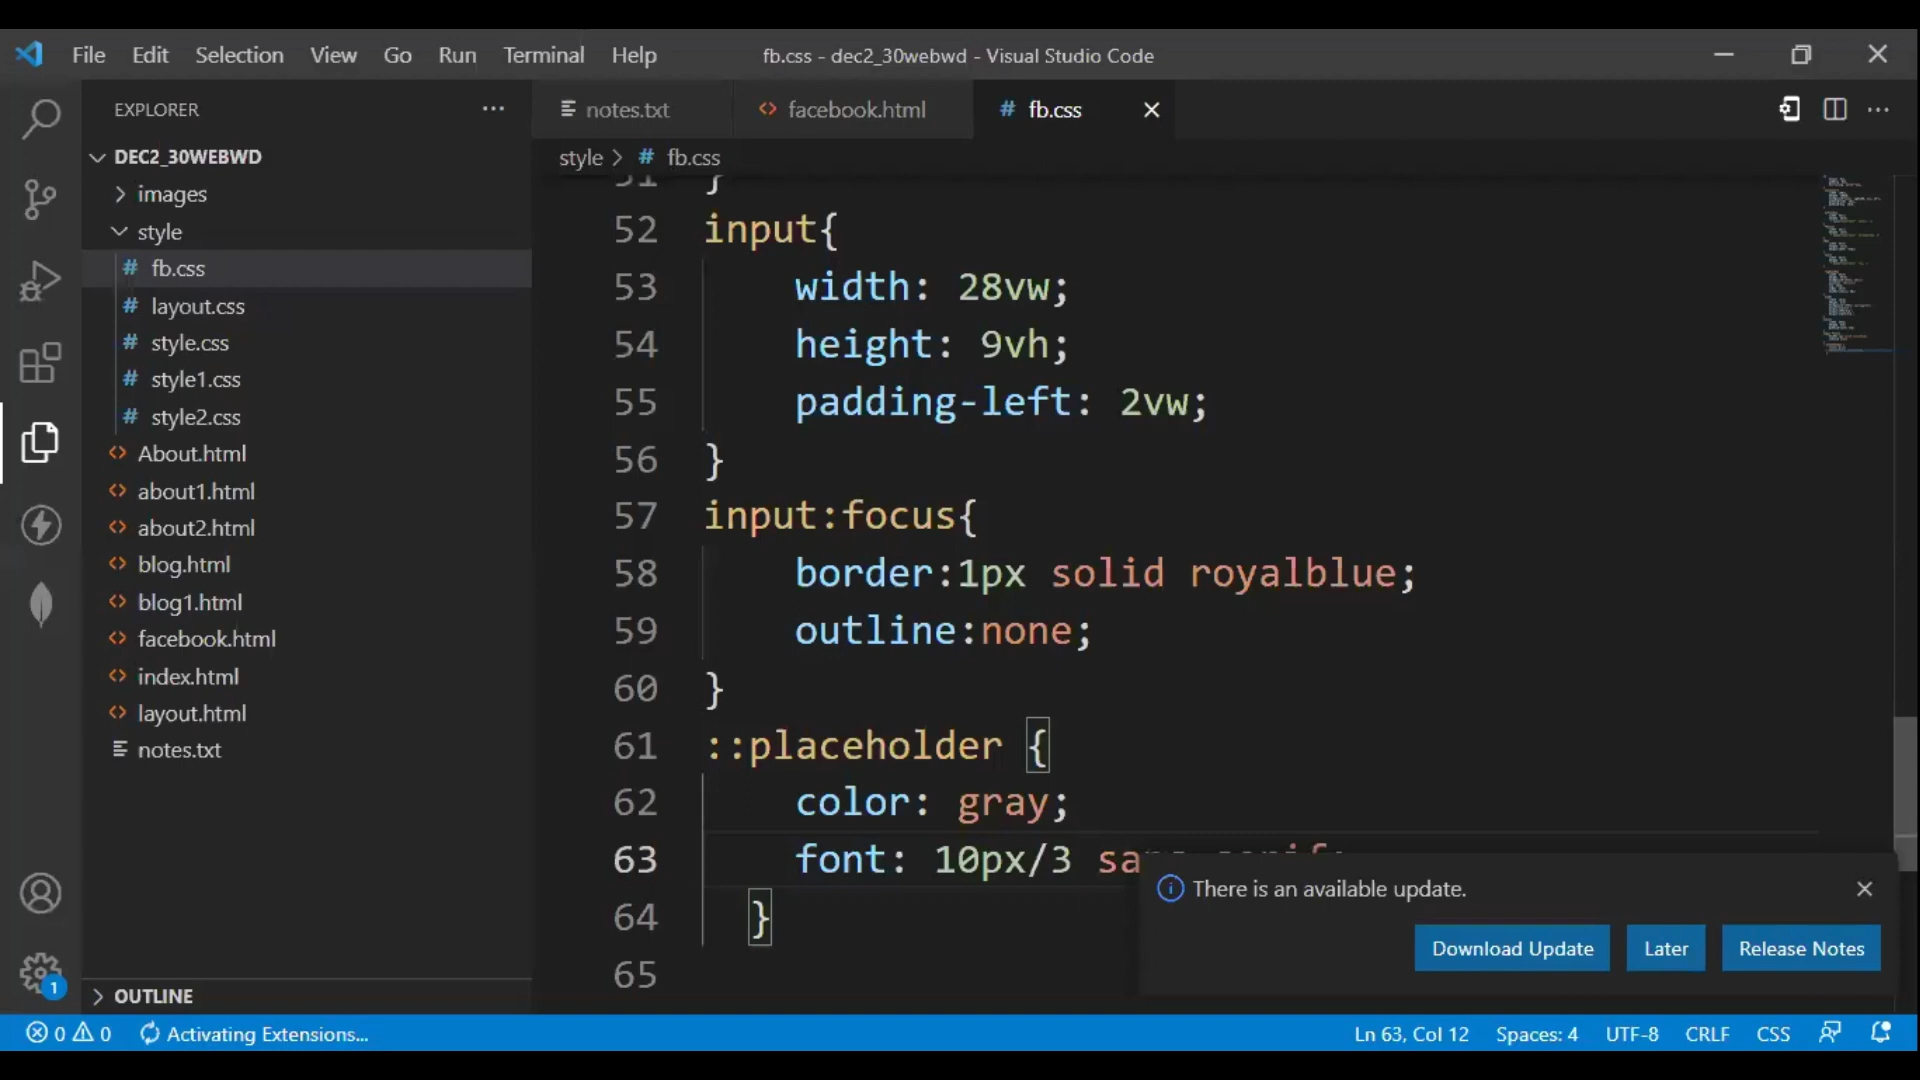 File Edit Selection View Go Run Terminal Help
fb.css - dec2_30webwd - Visual Studio Code
EXPLORER
notes.txt
facebook.html
# fb.css
DEC2_30WEBWD
style > # fb.css
images
style
# fb.css
# layout.css
# style.css
# style1.css
# style2.css
About.html
about1.html
about2.html
blog.html
blog1.html
facebook.html
index.html
layout.html
notes.txt
OUTLINE
51 }
52 input{
53 width: 28vw;
54 height: 9vh;
55 padding-left: 2vw;
56 }
57 input:focus{
58 border:1px solid royalblue;
59 outline:none;
60 }
61 ::placeholder {
62 color: gray;
63 font: 10px/3 sans-serif;
64 }
65
There is an available update.
Download Update
Later
Release Notes
1
0 0 Activating Extensions...
Ln 63, Col 12 Spaces: 4 UTF-8 CRLF CSS